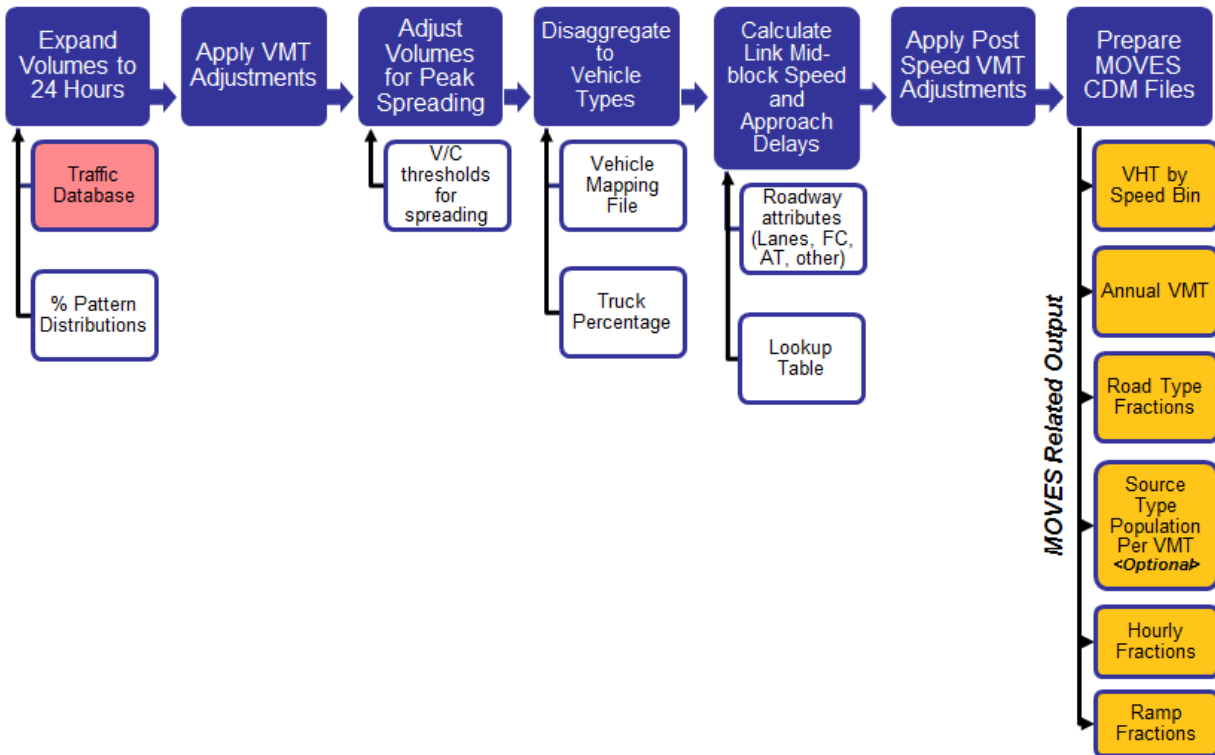 Expand
Volumes to
24 Hours
Apply VMT
Adjustments
Adjust
Volumes
for Peak
Spreading
Disaggregate
to
Vehicle
Types
Calculate
Link Mid-
block Speed
and
Approach
Delays
Apply Post
Speed VMT
Adjustments
Prepare
MOVES
CDM Files
Traffic
Database
% Pattern
Distributions
V/C
thresholds
for
spreading
Vehicle
Mapping
File
Truck
Percentage
Roadway
attributes
(Lanes, FC,
AT, other)
Lookup
Table
MOVES Related Output
VHT by
Speed Bin
Annual VMT
Road Type
Fractions
Source
Type
Population
Per VMT
<Optional>
Hourly
Fractions
Ramp
Fractions